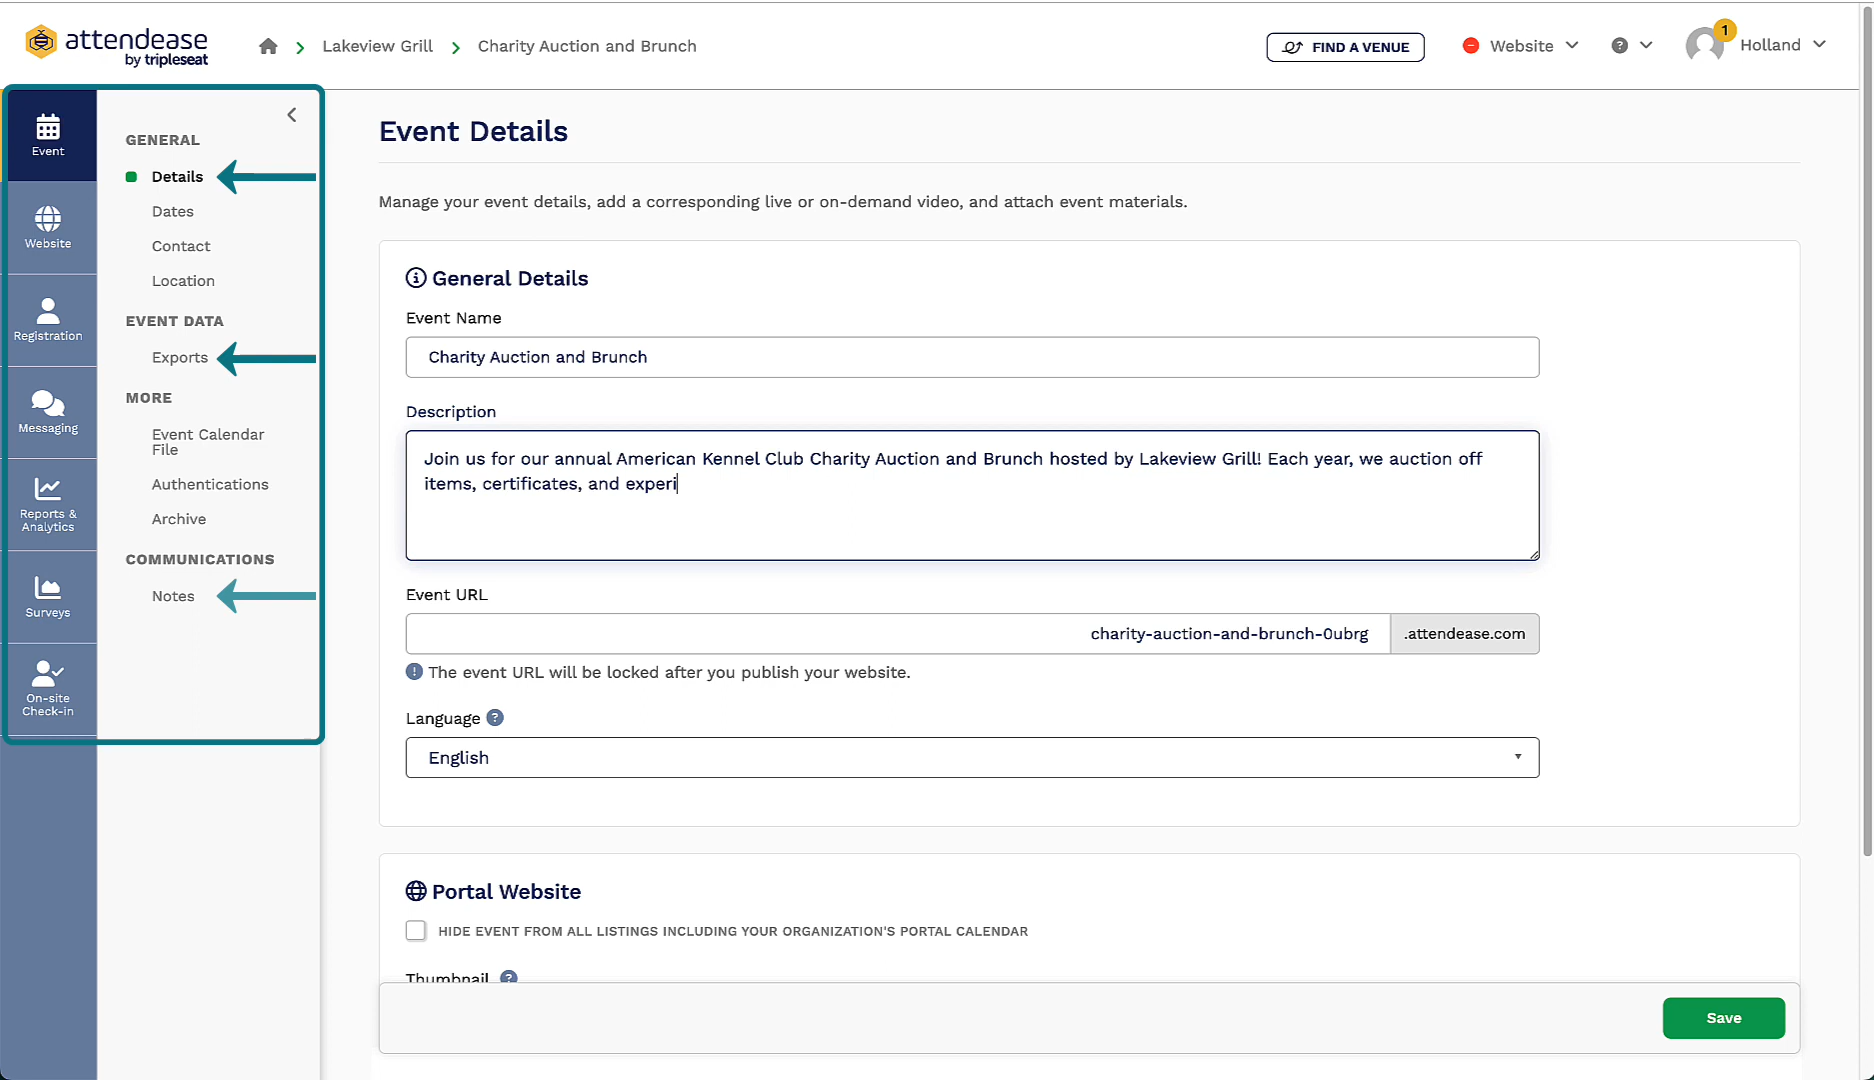 attendease
by tripleseat
Lakeview Grill
Charity Auction and Brunch
FIND A VENUE
Website
?
1
Holland
Event
Website
Registration
Messaging
Reports &
Analytics
Surveys
On-site
Check-in
GENERAL
Details
Dates
Contact
Location
EVENT DATA
Exports
MORE
Event Calendar
File
Authentications
Archive
COMMUNICATIONS
Notes
Event Details
Manage your event details, add a corresponding live or on-demand video, and attach event materials.
General Details
Event Name
Charity Auction and Brunch
Description
Join us for our annual American Kennel Club Charity Auction and Brunch hosted by Lakeview Grill! Each year, we auction off
items, certificates, and experi
Event URL
charity-auction-and-brunch-0ubrg .attendease.com
! The event URL will be locked after you publish your website.
Language ?
English
Portal Website
HIDE EVENT FROM ALL LISTINGS INCLUDING YOUR ORGANIZATION'S PORTAL CALENDAR
Thumbnail ?
Save